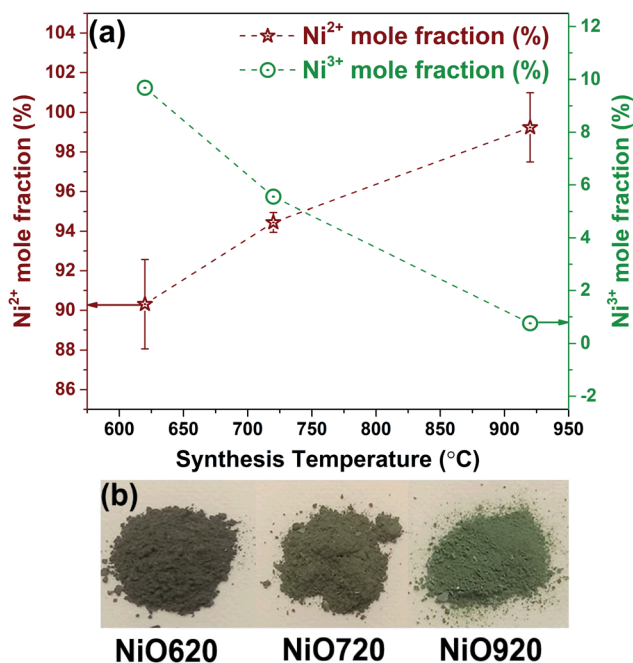 (a)
Ni2+ mole fraction (%)
Ni3+ mole fraction (%)
104
102
100
98
96
94
92
90
88
86
Ni2+ mole fraction (%)
12
10
8
6
4
2
0
-2
Ni3+ mole fraction (%)
600 650 700 750 800 850 900 950
Synthesis Temperature (°C)
(b)
NiO620 NiO720 NiO920